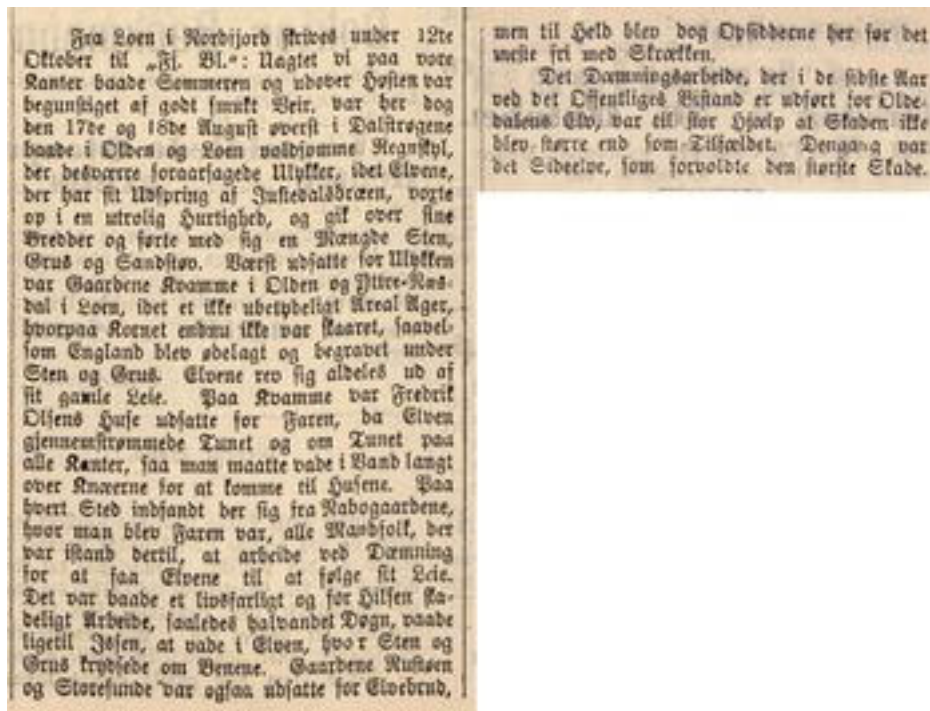 Fra Loen i Nordfjord skrives under 12te
Oktober til „Fj. Bl.“: Uagtet vi paa vore
Kanter baade Sommeren og udover Høsten var
begunstiget af godt smukt Veir, var her dog
den 17de og 18de August øverst i Dalstrøgene
baade i Olden og Loen voldsomme Regnskyl,
der desværre foraarsagede Ulykker, idet Elvene,
der har sit Udspring af Justedalsbræen, voxte
op i en utrolig Hurtighed, og gik over sine
Bredder og førte med sig en Mængde Sten,
Grus og Sandstøv. Værst udsatte for Ulykken
var Gaardene Kvamme i Olden og Yttre-Næs-
dal i Loen, idet et ikke ubetydeligt Areal Ager,
hvorpaa Kornet endnu ikke var skaaret, saavel-
som England blev ødelagt og begravet under
Sten og Grus. Elvene rev sig aldeles ud af
sit gamle Leie. Paa Kvamme var Fredrik
Olsens Huse udsatte for Faren, da Elven
gjennemstrømmede Tunet og om Tunet paa
alle Kanter, saa man maatte vade i Vand langt
over Knæerne for at komme til Husene. Paa
hvert Sted indfandt der sig fra Nabogaardene,
hvor man blev Faren var, alle Mandfolk, der
var istand dertil, at arbeide ved Dæmning
for at faa Elvene til at følge sit Leie.
Det var baade et livsfarligt og for Hilsen ska-
deligt Arbeide, saaledes halvandet Døgn, vaade
ligetil Issen, at vade i Elven, hvor Sten og
Grus krydsede om Benene. Gaardene Rustøen
og Storesunde var ogsaa udsatte for Elvebrud,
men til Held blev dog Opsidderne her for det
meste fri med Skrækken.
Det Dæmningsarbeide, der i de sidste Aar
ved det Offentliges Bistand er udført for Olde-
dalens Elv, var til stor Hjælp at Skaden ikke
blev større end som Tilfældet. Dengang var
det Sideelve, som forvoldte den største Skade.